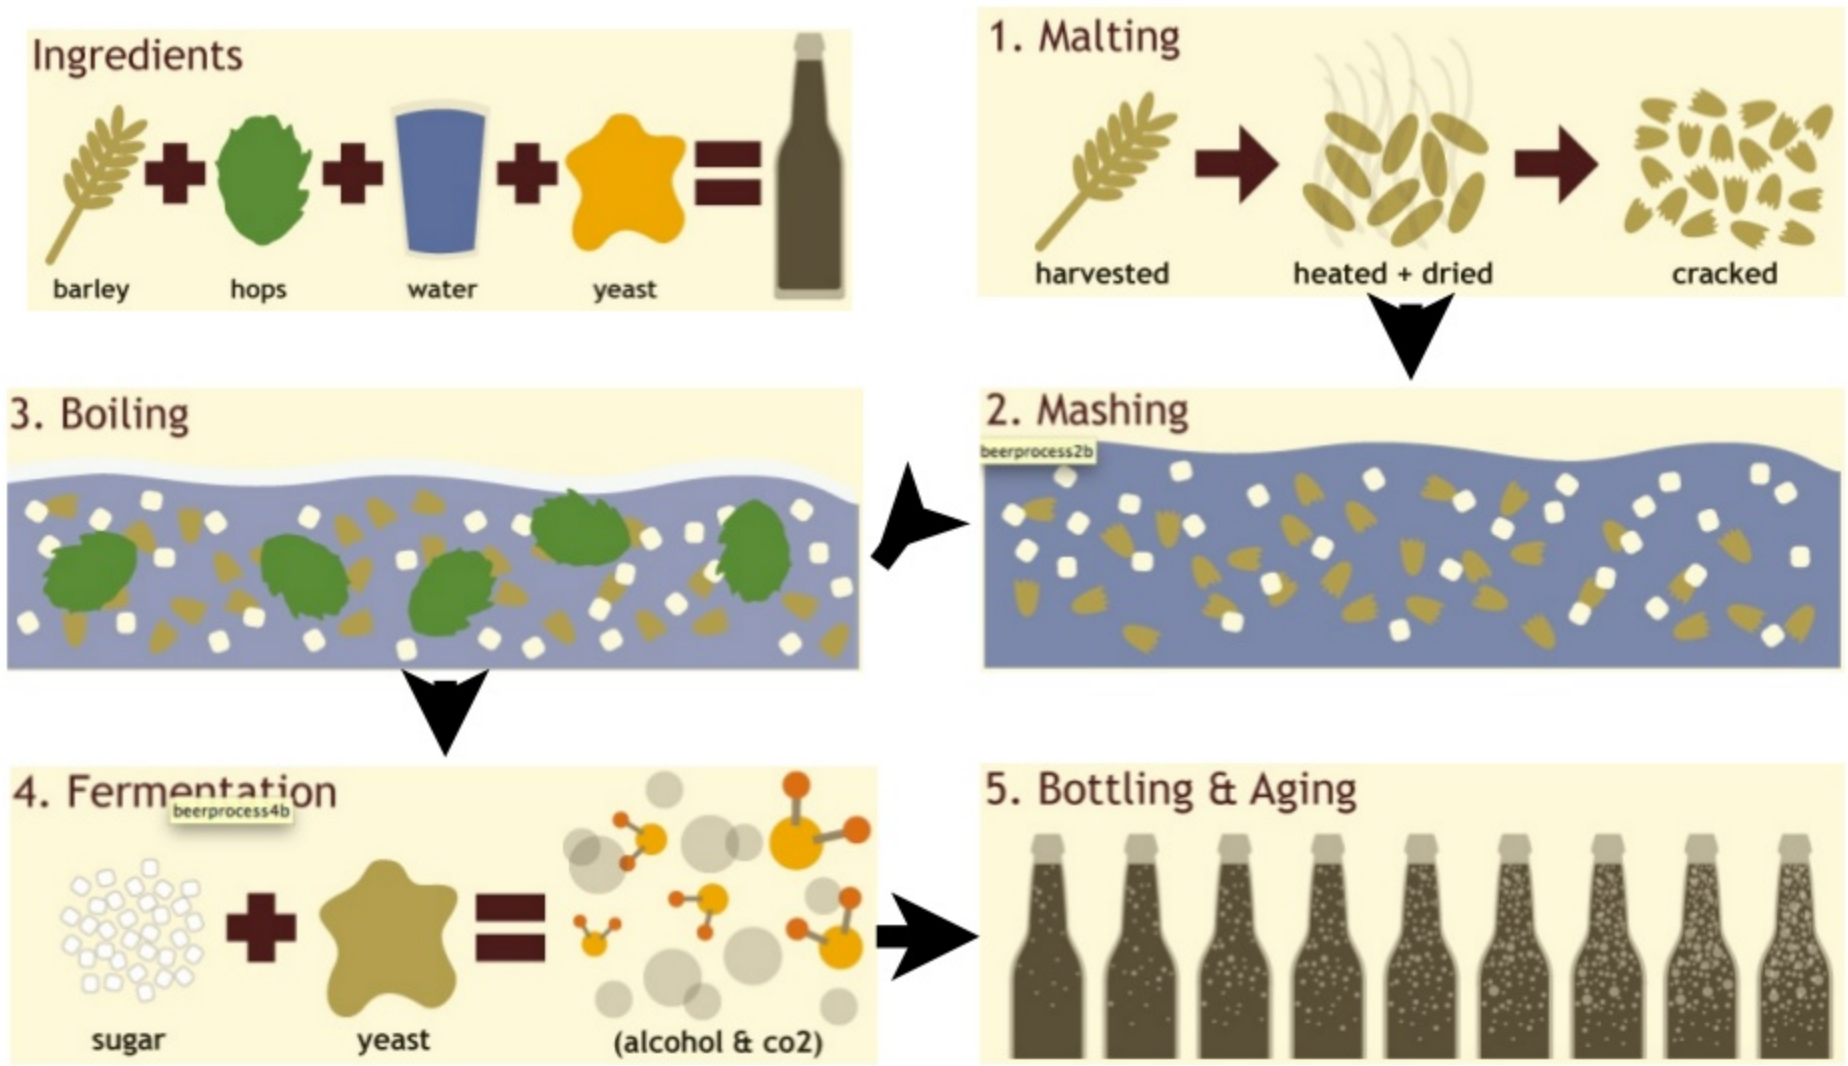 Ingredients
barley
hops
water
yeast
1. Malting
harvested
heated + dried
cracked
2. Mashing
beerprocess2b
3. Boiling
4. Fermentation
beerprocess4b
sugar
yeast
(alcohol & co2)
5. Bottling & Aging